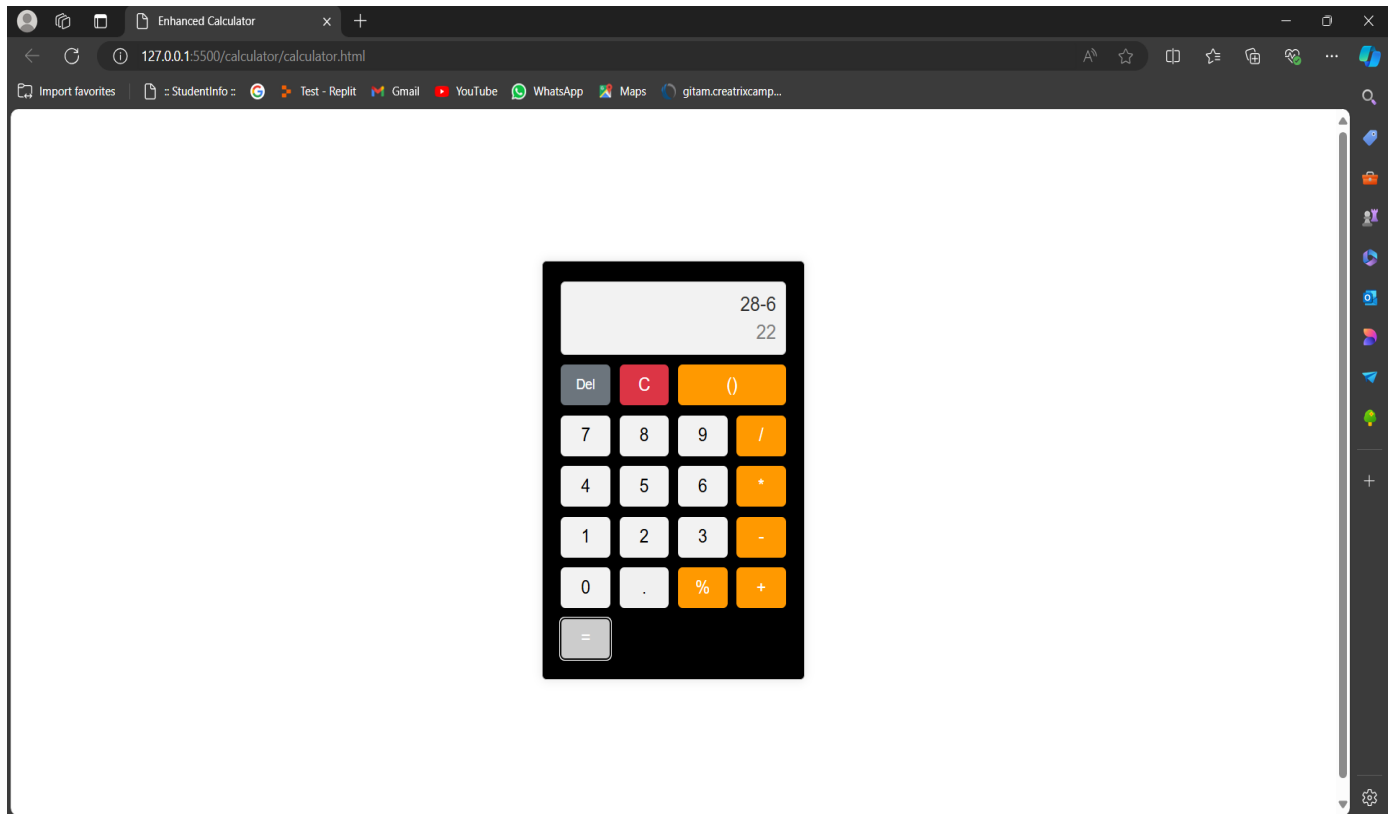 Enhanced Calculator
127.0.0.1:5500/calculator/calculator.html
Import favorites :: StudentInfo :: Test - Replit Gmail YouTube WhatsApp Maps gitam.creatrixcamp...
28-6
22
Del C ()
7 8 9 /
4 5 6 *
1 2 3 -
0 . % +
=